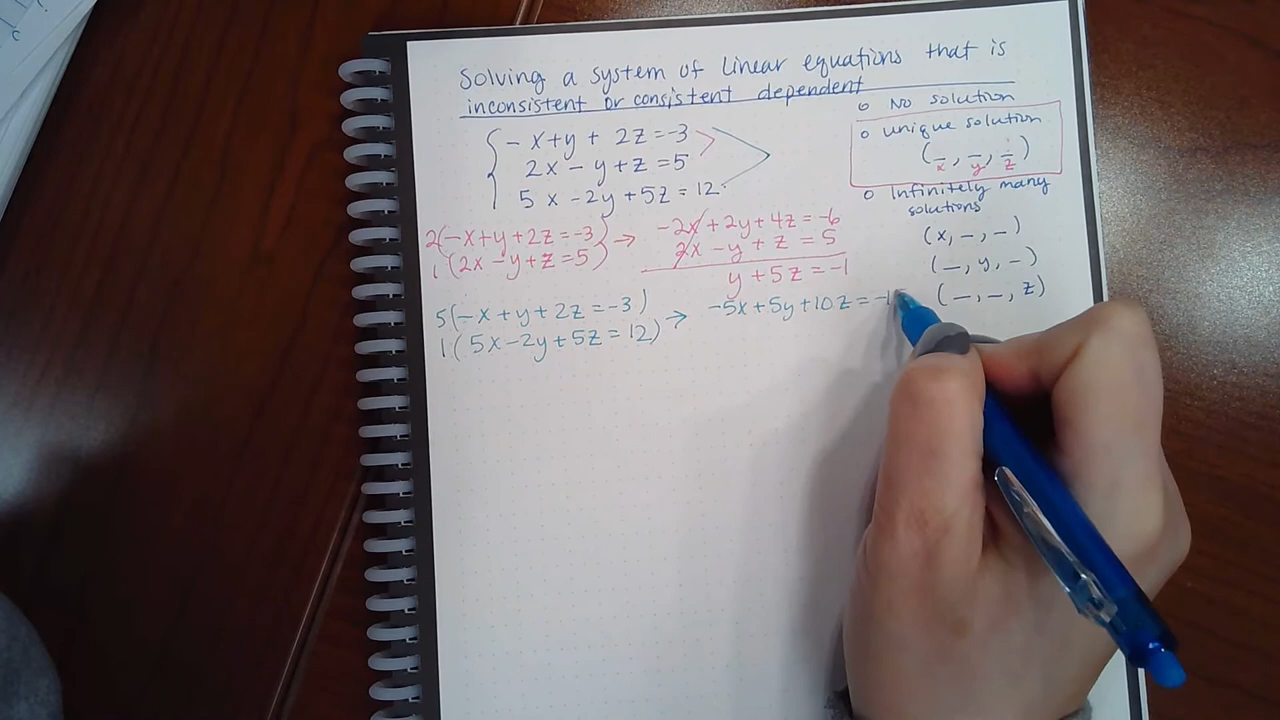 Solving a system of linear equations that is
inconsistent or consistent dependent
o No solution
o unique solution
(_, _, _)
x y z
o Infinitely many
solutions
(x, _, _)
(_, y, _)
(_, _, z)
-x+y+2z=-3
2x-y+z=5
5x-2y+5z=12
2(-x+y+2z=-3)
1(2x-y+z=5)
→ -2x+2y+4z=-6
2x-y+z=5
y+5z=-1
5(-x+y+2z=-3)
1(5x-2y+5z=12)
→ -5x+5y+10z=-1